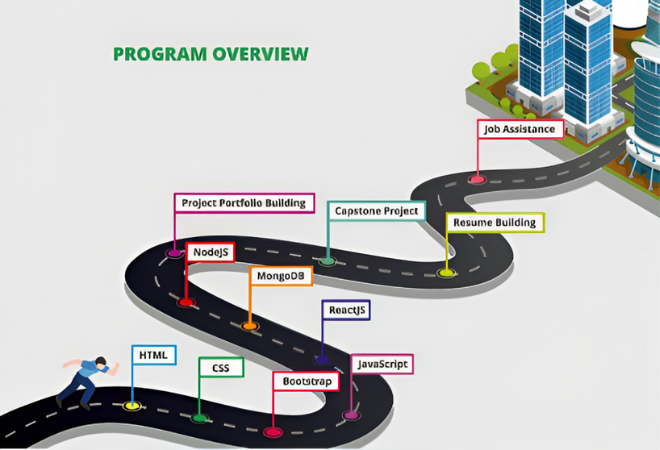 PROGRAM OVERVIEW
Job Assistance
Project Portfolio Building
Capstone Project
Resume Building
NodeJS
MongoDB
ReactJS
HTML
CSS
Bootstrap
JavaScript